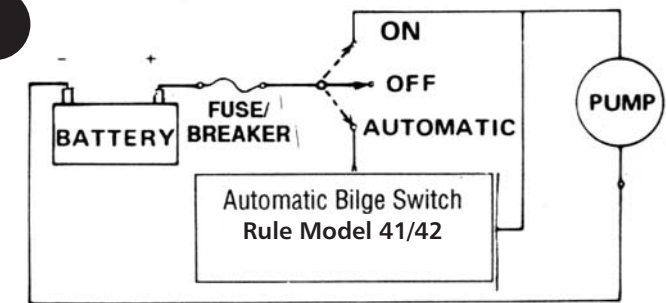 ON
- +
OFF
FUSE/
BREAKER
BATTERY
AUTOMATIC
PUMP
Automatic Bilge Switch
Rule Model 41/42